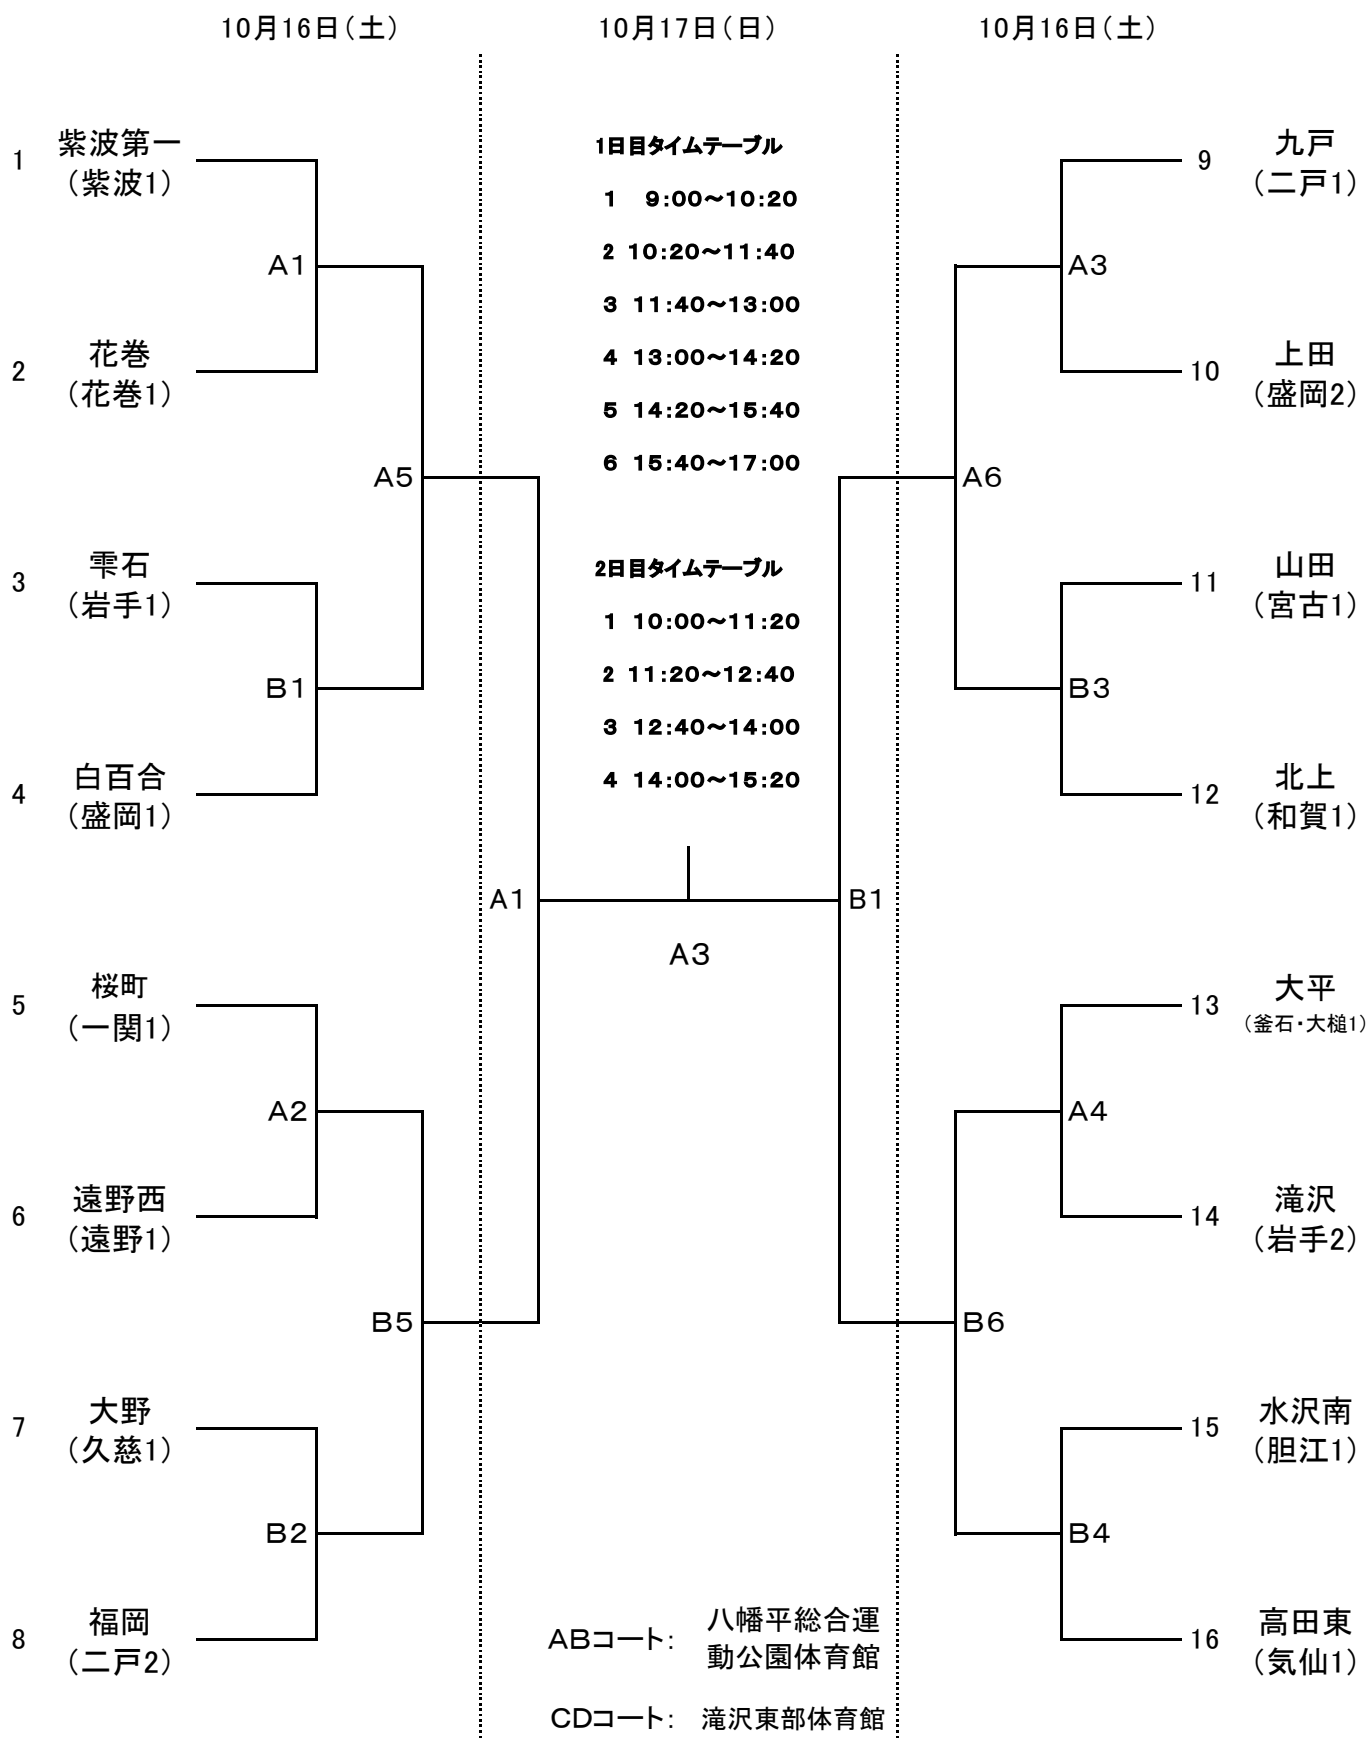 10月16日（土）
10月17日（日）
10月16日（土）
1
紫波第一
（紫波1）
A1
2
花巻
（花巻1）
A5
3
雫石
（岩手1）
B1
4
白百合
（盛岡1）
A1
5
桜町
（一関1）
A2
6
遠野西
（遠野1）
B5
7
大野
（久慈1）
B2
8
福岡
（二戸2）
1日目タイムテーブル
1 9:00～10:20
2 10:20～11:40
3 11:40～13:00
4 13:00～14:20
5 14:20～15:40
6 15:40～17:00
2日目タイムテーブル
1 10:00～11:20
2 11:20～12:40
3 12:40～14:00
4 14:00～15:20
A3
ABコート： 八幡平総合運
動公園体育館
CDコート： 滝沢東部体育館
9
九戸
（二戸1）
A3
10
上田
（盛岡2）
A6
11
山田
（宮古1）
B3
12
北上
（和賀1）
B1
13
大平
（釜石・大槌1）
A4
14
滝沢
（岩手2）
B6
15
水沢南
（胆江1）
B4
16
高田東
（気仙1）